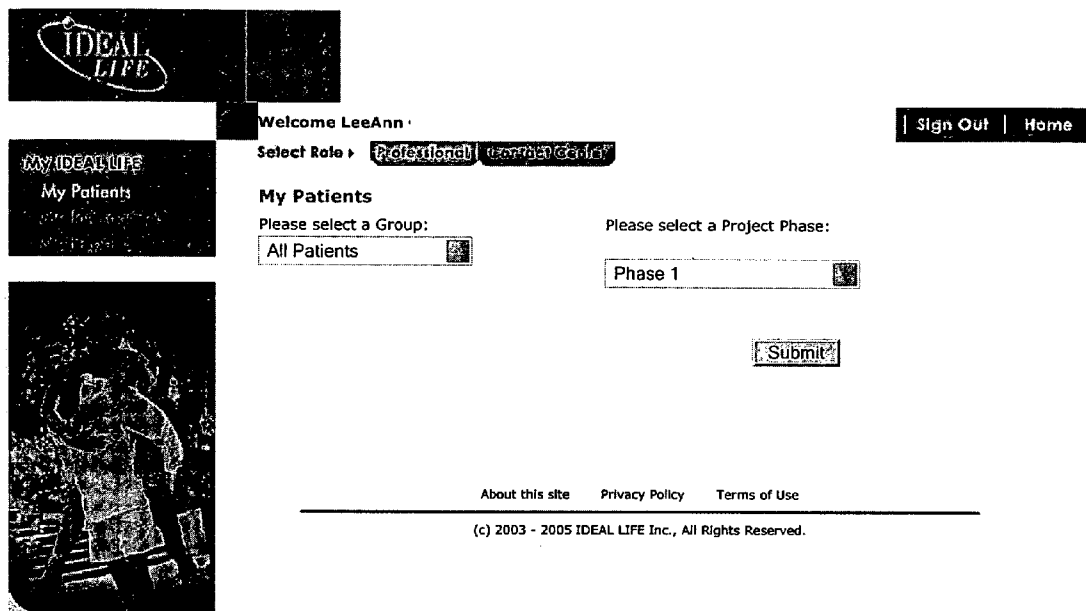 IDEAL
LIFE
Welcome LeeAnn
Sign Out | Home
Select Role Professional Contact Center
My IDEAL LIFE
My Patients
My Patients
Please select a Group:
Please select a Project Phase:
All Patients
Phase 1
Submit
About this site Privacy Policy Terms of Use
(c) 2003 - 2005 IDEAL LIFE Inc., All Rights Reserved.